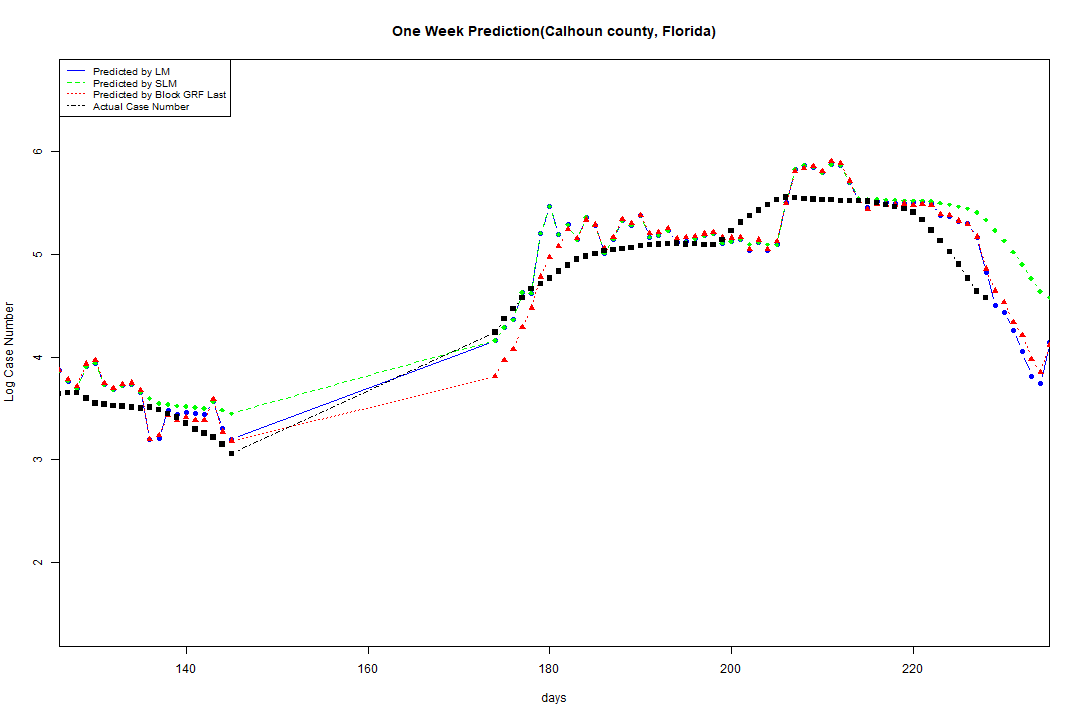 One Week Prediction(Calhoun county, Florida)
Predicted by LM
Predicted by SLM
Predicted by Block GRF Last
Actual Case Number
6
5
4
3
2
Log Case Number
140 160 180 200 220
days